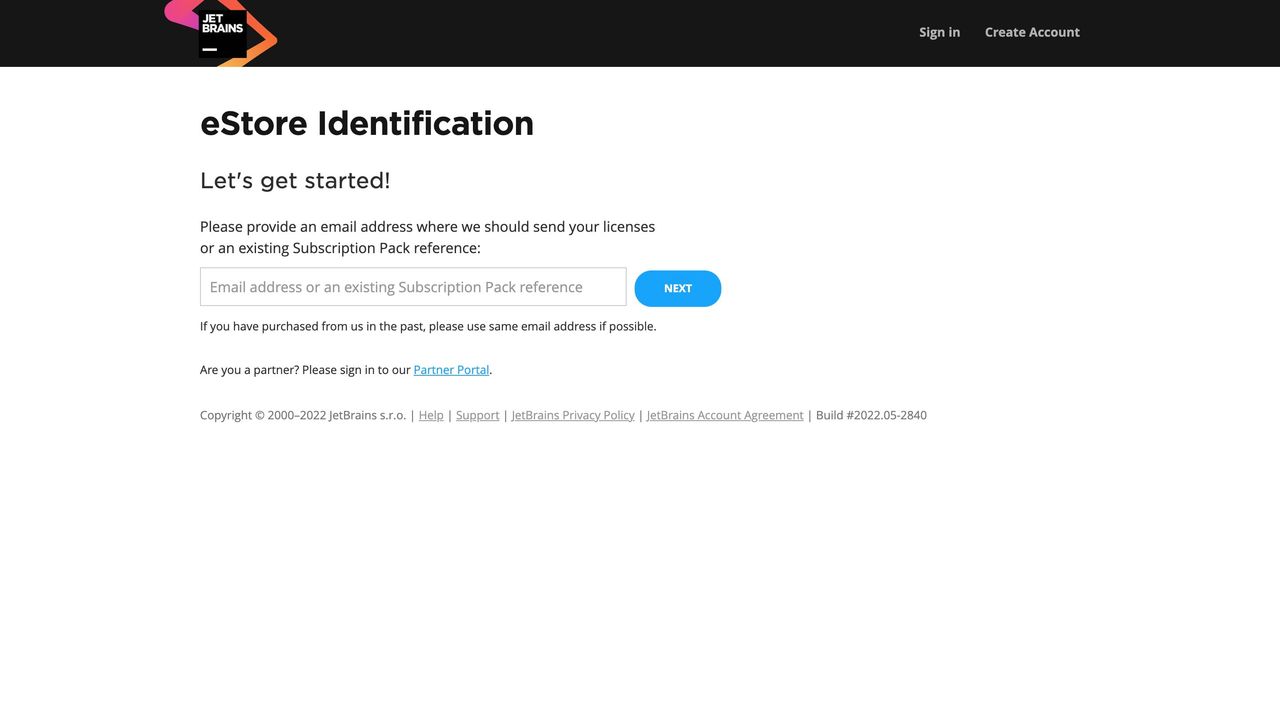 JET
BRAINS
Sign in
Create Account
eStore Identification
Let's get started!
Please provide an email address where we should send your licenses
or an existing Subscription Pack reference:
Email address or an existing Subscription Pack reference
NEXT
If you have purchased from us in the past, please use same email address if possible.
Are you a partner? Please sign in to our Partner Portal.
Copyright © 2000–2022 JetBrains s.r.o. | Help | Support | JetBrains Privacy Policy | JetBrains Account Agreement | Build #2022.05-2840